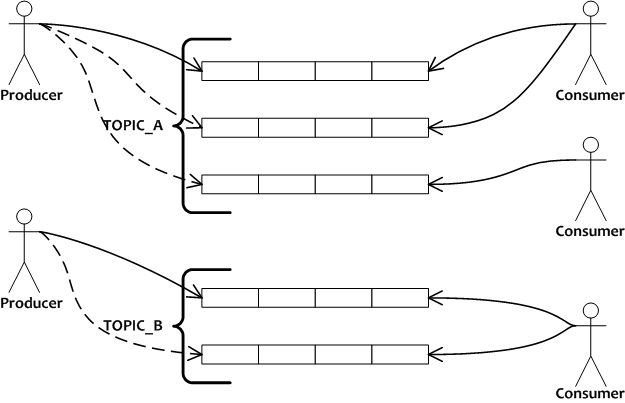 Producer
Consumer
TOPIC_A
Consumer
Producer
TOPIC_B
Consumer